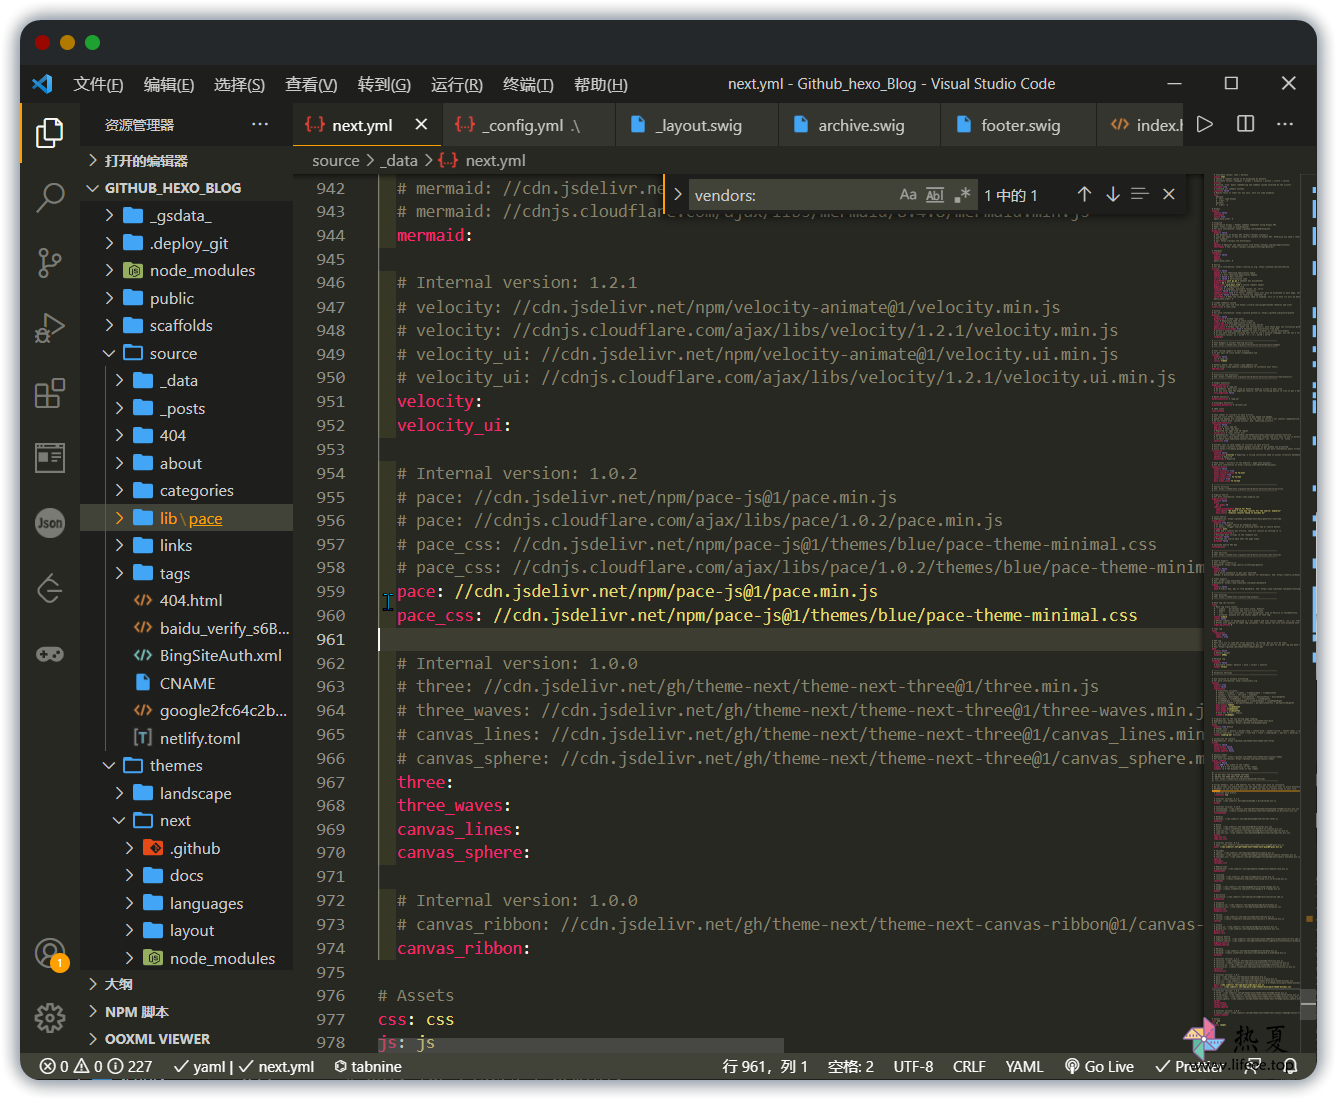 文件(F) 编辑(E) 选择(S) 查看(V) 转到(G) 运行(R) 终端(T) 帮助(H) next.yml - Github_hexo_Blog - Visual Studio Code
资源管理器 ··· next.yml _config.yml .\ _layout.swig archive.swig footer.swig index.h
source > _data > next.yml
vendors: Aa Abl .* 1 中的 1
打开的编辑器
GITHUB_HEXO_BLOG
_gsdata_
.deploy_git
node_modules
public
scaffolds
source
_data
_posts
404
about
categories
lib\pace
links
tags
404.html
baidu_verify_s6B...
BingSiteAuth.xml
CNAME
google2fc64c2b...
netlify.toml
themes
landscape
next
.github
docs
languages
layout
node_modules
大纲
NPM 脚本
OOXML VIEWER
Json
1
942 # mermaid: //cdn.jsdelivr.ne
943 # mermaid: //cdnjs.cloudflare.com/ajax/libs/mermaid/8.4.8/mermaid.min.js
944 mermaid:
945
946 # Internal version: 1.2.1
947 # velocity: //cdn.jsdelivr.net/npm/velocity-animate@1/velocity.min.js
948 # velocity: //cdnjs.cloudflare.com/ajax/libs/velocity/1.2.1/velocity.min.js
949 # velocity_ui: //cdn.jsdelivr.net/npm/velocity-animate@1/velocity.ui.min.js
950 # velocity_ui: //cdnjs.cloudflare.com/ajax/libs/velocity/1.2.1/velocity.ui.min.js
951 velocity:
952 velocity_ui:
953
954 # Internal version: 1.0.2
955 # pace: //cdn.jsdelivr.net/npm/pace-js@1/pace.min.js
956 # pace: //cdnjs.cloudflare.com/ajax/libs/pace/1.0.2/pace.min.js
957 # pace_css: //cdn.jsdelivr.net/npm/pace-js@1/themes/blue/pace-theme-minimal.css
958 # pace_css: //cdnjs.cloudflare.com/ajax/libs/pace/1.0.2/themes/blue/pace-theme-minim
959 pace: //cdn.jsdelivr.net/npm/pace-js@1/pace.min.js
960 pace_css: //cdn.jsdelivr.net/npm/pace-js@1/themes/blue/pace-theme-minimal.css
961
962 # Internal version: 1.0.0
963 # three: //cdn.jsdelivr.net/gh/theme-next/theme-next-three@1/three.min.js
964 # three_waves: //cdn.jsdelivr.net/gh/theme-next/theme-next-three@1/three-waves.min.j
965 # canvas_lines: //cdn.jsdelivr.net/gh/theme-next/theme-next-three@1/canvas_lines.min
966 # canvas_sphere: //cdn.jsdelivr.net/gh/theme-next/theme-next-three@1/canvas_sphere.m
967 three:
968 three_waves:
969 canvas_lines:
970 canvas_sphere:
971
972 # Internal version: 1.0.0
973 # canvas_ribbon: //cdn.jsdelivr.net/gh/theme-next/theme-next-canvas-ribbon@1/canvas-
974 canvas_ribbon:
975
976 # Assets
977 css: css
978 js: js
热夏
www.lifece.top
0 0 227 yaml | next.yml tabnine 行 961，列 1 空格: 2 UTF-8 CRLF YAML Go Live Prettier